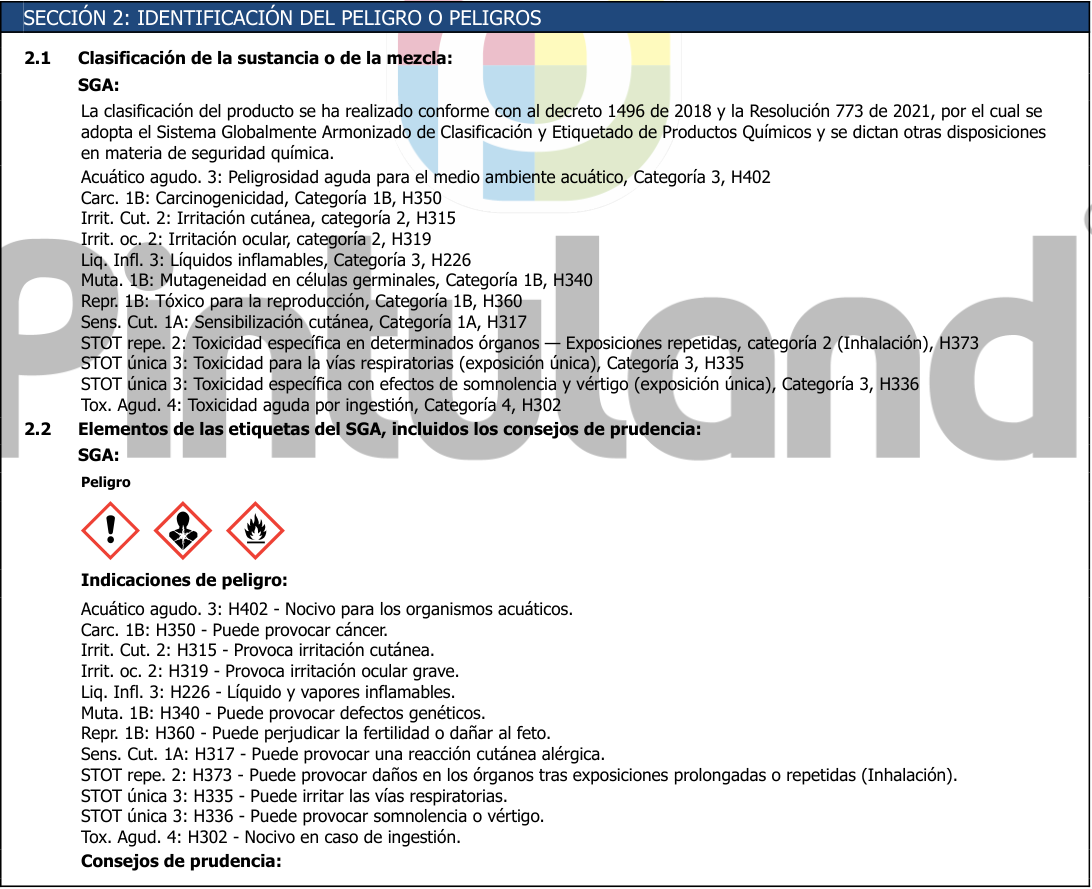 SECCIÓN 2: IDENTIFICACIÓN DEL PELIGRO O PELIGROS
2.1 Clasificación de la sustancia o de la mezcla:
SGA:
La clasificación del producto se ha realizado conforme con al decreto 1496 de 2018 y la Resolución 773 de 2021, por el cual se
adopta el Sistema Globalmente Armonizado de Clasificación y Etiquetado de Productos Químicos y se dictan otras disposiciones
en materia de seguridad química.
Acuático agudo. 3: Peligrosidad aguda para el medio ambiente acuático, Categoría 3, H402
Carc. 1B: Carcinogenicidad, Categoría 1B, H350
Irrit. Cut. 2: Irritación cutánea, categoría 2, H315
Irrit. oc. 2: Irritación ocular, categoría 2, H319
Liq. Infl. 3: Líquidos inflamables, Categoría 3, H226
Muta. 1B: Mutageneidad en células germinales, Categoría 1B, H340
Repr. 1B: Tóxico para la reproducción, Categoría 1B, H360
Sens. Cut. 1A: Sensibilización cutánea, Categoría 1A, H317
STOT repe. 2: Toxicidad específica en determinados órganos — Exposiciones repetidas, categoría 2 (Inhalación), H373
STOT única 3: Toxicidad para la vías respiratorias (exposición única), Categoría 3, H335
STOT única 3: Toxicidad específica con efectos de somnolencia y vértigo (exposición única), Categoría 3, H336
Tox. Agud. 4: Toxicidad aguda por ingestión, Categoría 4, H302
Pintuland
2.2 Elementos de las etiquetas del SGA, incluidos los consejos de prudencia:
SGA:
Peligro
Indicaciones de peligro:
Acuático agudo. 3: H402 - Nocivo para los organismos acuáticos.
Carc. 1B: H350 - Puede provocar cáncer.
Irrit. Cut. 2: H315 - Provoca irritación cutánea.
Irrit. oc. 2: H319 - Provoca irritación ocular grave.
Liq. Infl. 3: H226 - Líquido y vapores inflamables.
Muta. 1B: H340 - Puede provocar defectos genéticos.
Repr. 1B: H360 - Puede perjudicar la fertilidad o dañar al feto.
Sens. Cut. 1A: H317 - Puede provocar una reacción cutánea alérgica.
STOT repe. 2: H373 - Puede provocar daños en los órganos tras exposiciones prolongadas o repetidas (Inhalación).
STOT única 3: H335 - Puede irritar las vías respiratorias.
STOT única 3: H336 - Puede provocar somnolencia o vértigo.
Tox. Agud. 4: H302 - Nocivo en caso de ingestión.
Consejos de prudencia: